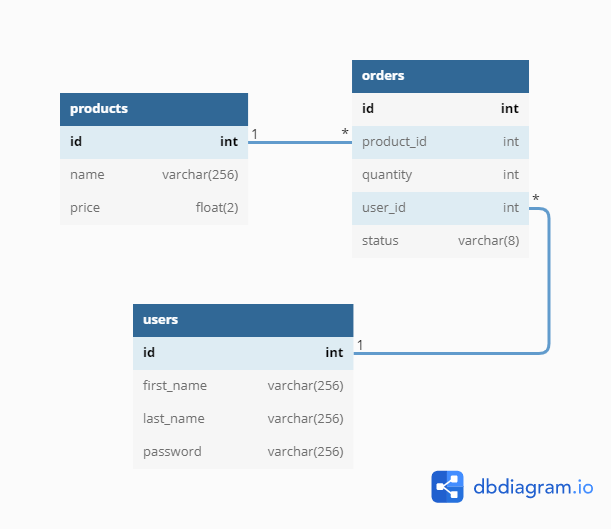 products
id int
name varchar(256)
price float(2)
1
*
orders
id int
product_id int
quantity int
user_id int
status varchar(8)
*
users
id int
first_name varchar(256)
last_name varchar(256)
password varchar(256)
1
dbdiagram.io